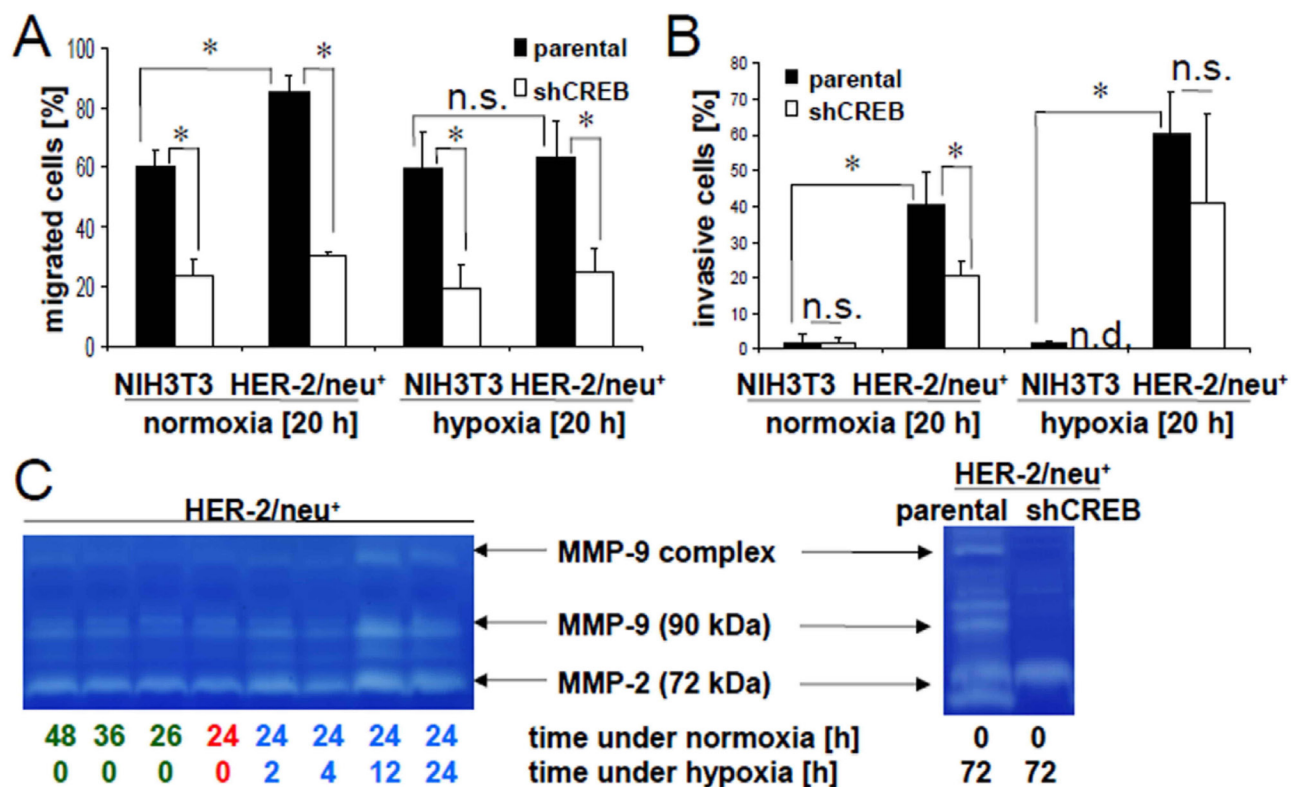 A
migrated cells [%]
100
80
60
40
20
0
parental
shCREB
*
*
*
n.s.
*
*
NIH3T3 HER-2/neu⁺ NIH3T3 HER-2/neu⁺
normoxia [20 h] hypoxia [20 h]
B
invasive cells [%]
80
70
60
50
40
30
20
10
0
parental
shCREB
n.s.
*
*
*
n.s.
n.d.
NIH3T3 HER-2/neu⁺ NIH3T3 HER-2/neu⁺
normoxia [20 h] hypoxia [20 h]
C
HER-2/neu⁺
HER-2/neu⁺
parental shCREB
MMP-9 complex
MMP-9 (90 kDa)
MMP-2 (72 kDa)
48 36 26 24 24 24 24 24 time under normoxia [h] 0 0
0 0 0 0 2 4 12 24 time under hypoxia [h] 72 72